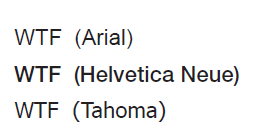 WTF (Arial)
WTF (Helvetica Neue)
WTF (Tahoma)